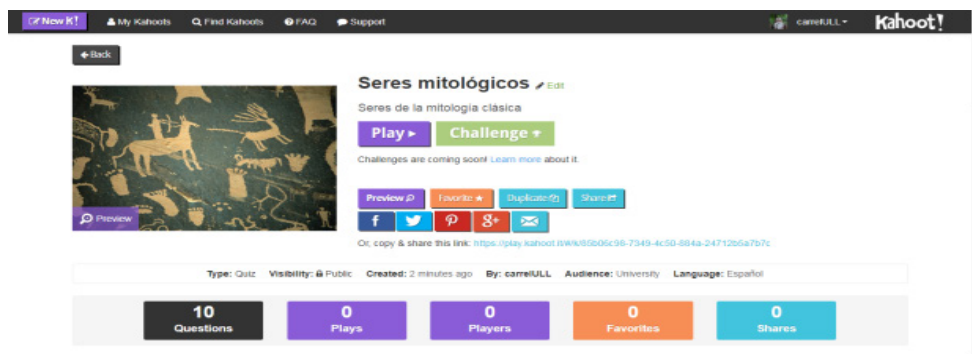 New K! My Kahoots Find Kahoots FAQ Support carrelULL Kahoot!
Back
Seres mitológicos Edit
Seres de la mitología clásica
Play Challenge
Challenges are coming soon! Learn more about it.
Preview Favorite Duplicate Share
f 8+
Preview
Or, copy & share this link:
Type: Quiz Visibility: Public Created: 2 minutes ago By: carrelULL Audience: University Language: Español
10 0 0 0 0
Questions Plays Players Favorites Shares